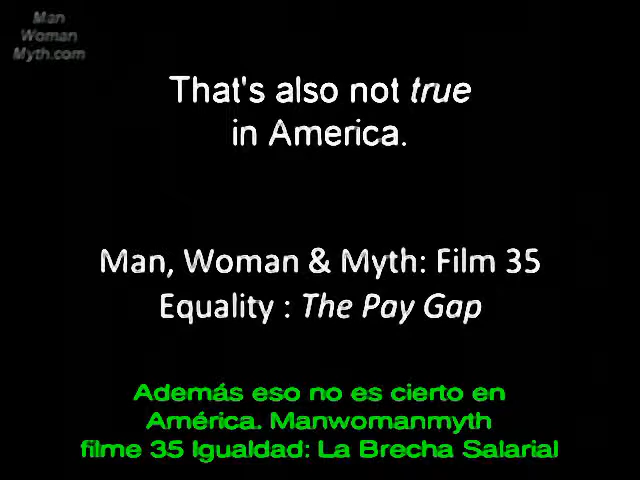 Man
Woman
Myth.com
That's also not true
in America.
Man, Woman & Myth: Film 35
Equality : The Pay Gap
Además eso no es cierto en
América. Manwomanmyth
filme 35 Igualdad: La Brecha Salarial